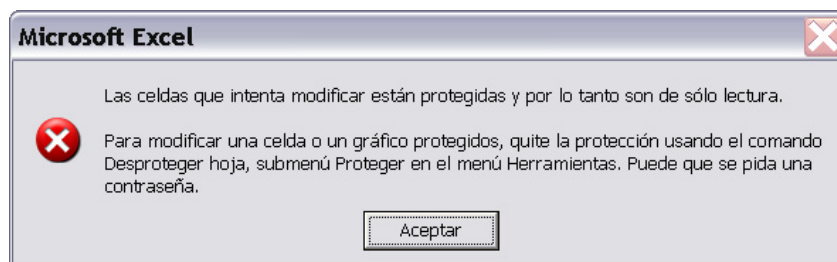 Microsoft Excel
Las celdas que intenta modificar están protegidas y por lo tanto son de sólo lectura.
Para modificar una celda o un gráfico protegidos, quite la protección usando el comando
Desproteger hoja, submenú Proteger en el menú Herramientas. Puede que se pida una
contraseña.
Aceptar